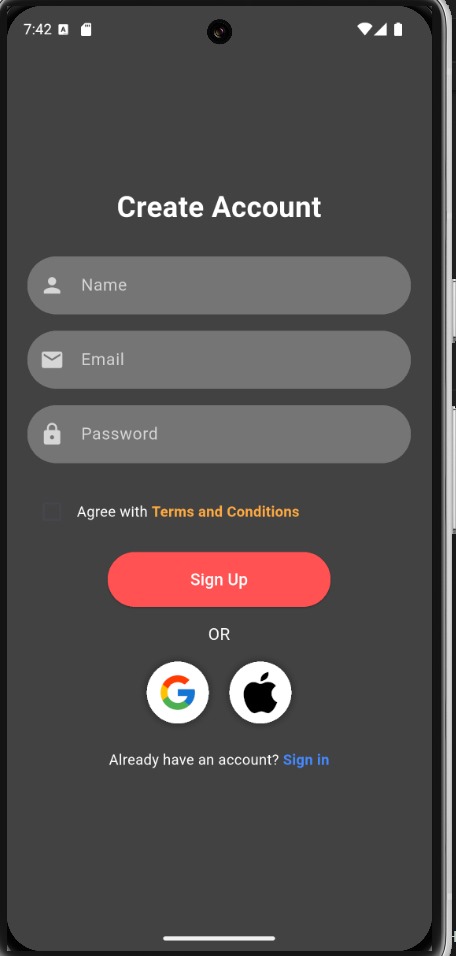 7:42
Create Account
Name
Email
Password
Agree with Terms and Conditions
Sign Up
OR
Already have an account? Sign in